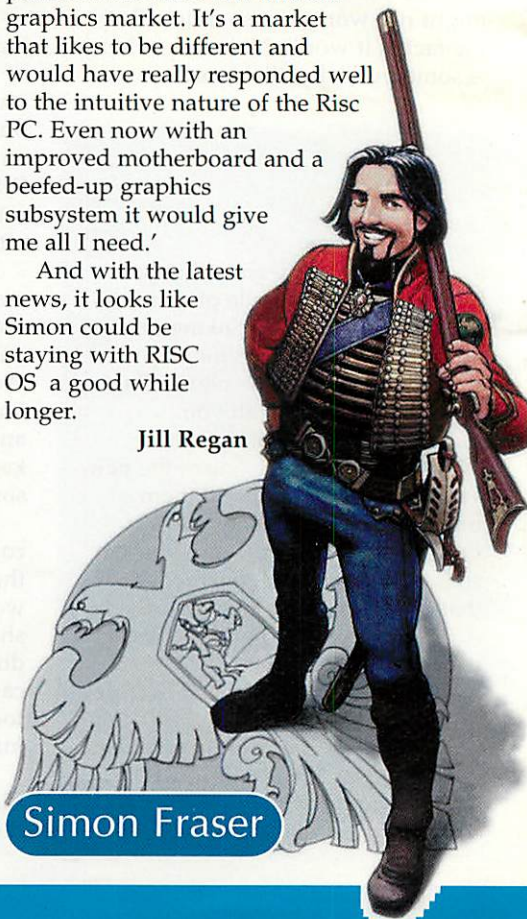 graphics market. It's a market
that likes to be different and
would have really responded well
to the intuitive nature of the Risc
PC. Even now with an
improved motherboard and a
beefed-up graphics
subsystem it would give
me all I need.'
And with the latest
news, it looks like
Simon could be
staying with RISC
OS a good while
longer.
Jill Regan
Simon Fraser